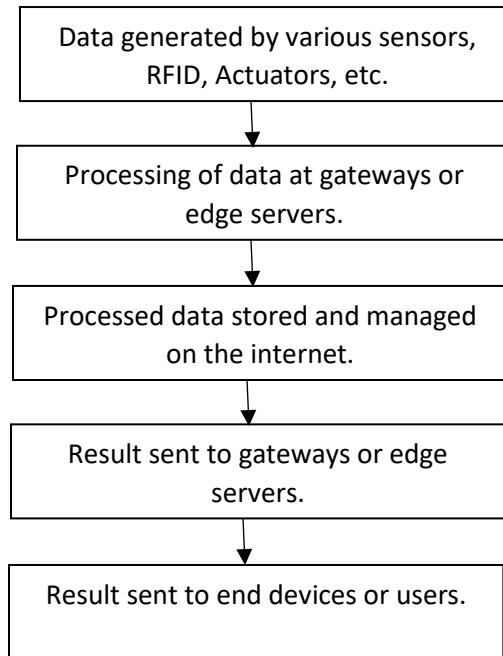 Data generated by various sensors,
RFID, Actuators, etc.
Processing of data at gateways or
edge servers.
Processed data stored and managed
on the internet.
Result sent to gateways or edge
servers.
Result sent to end devices or users.